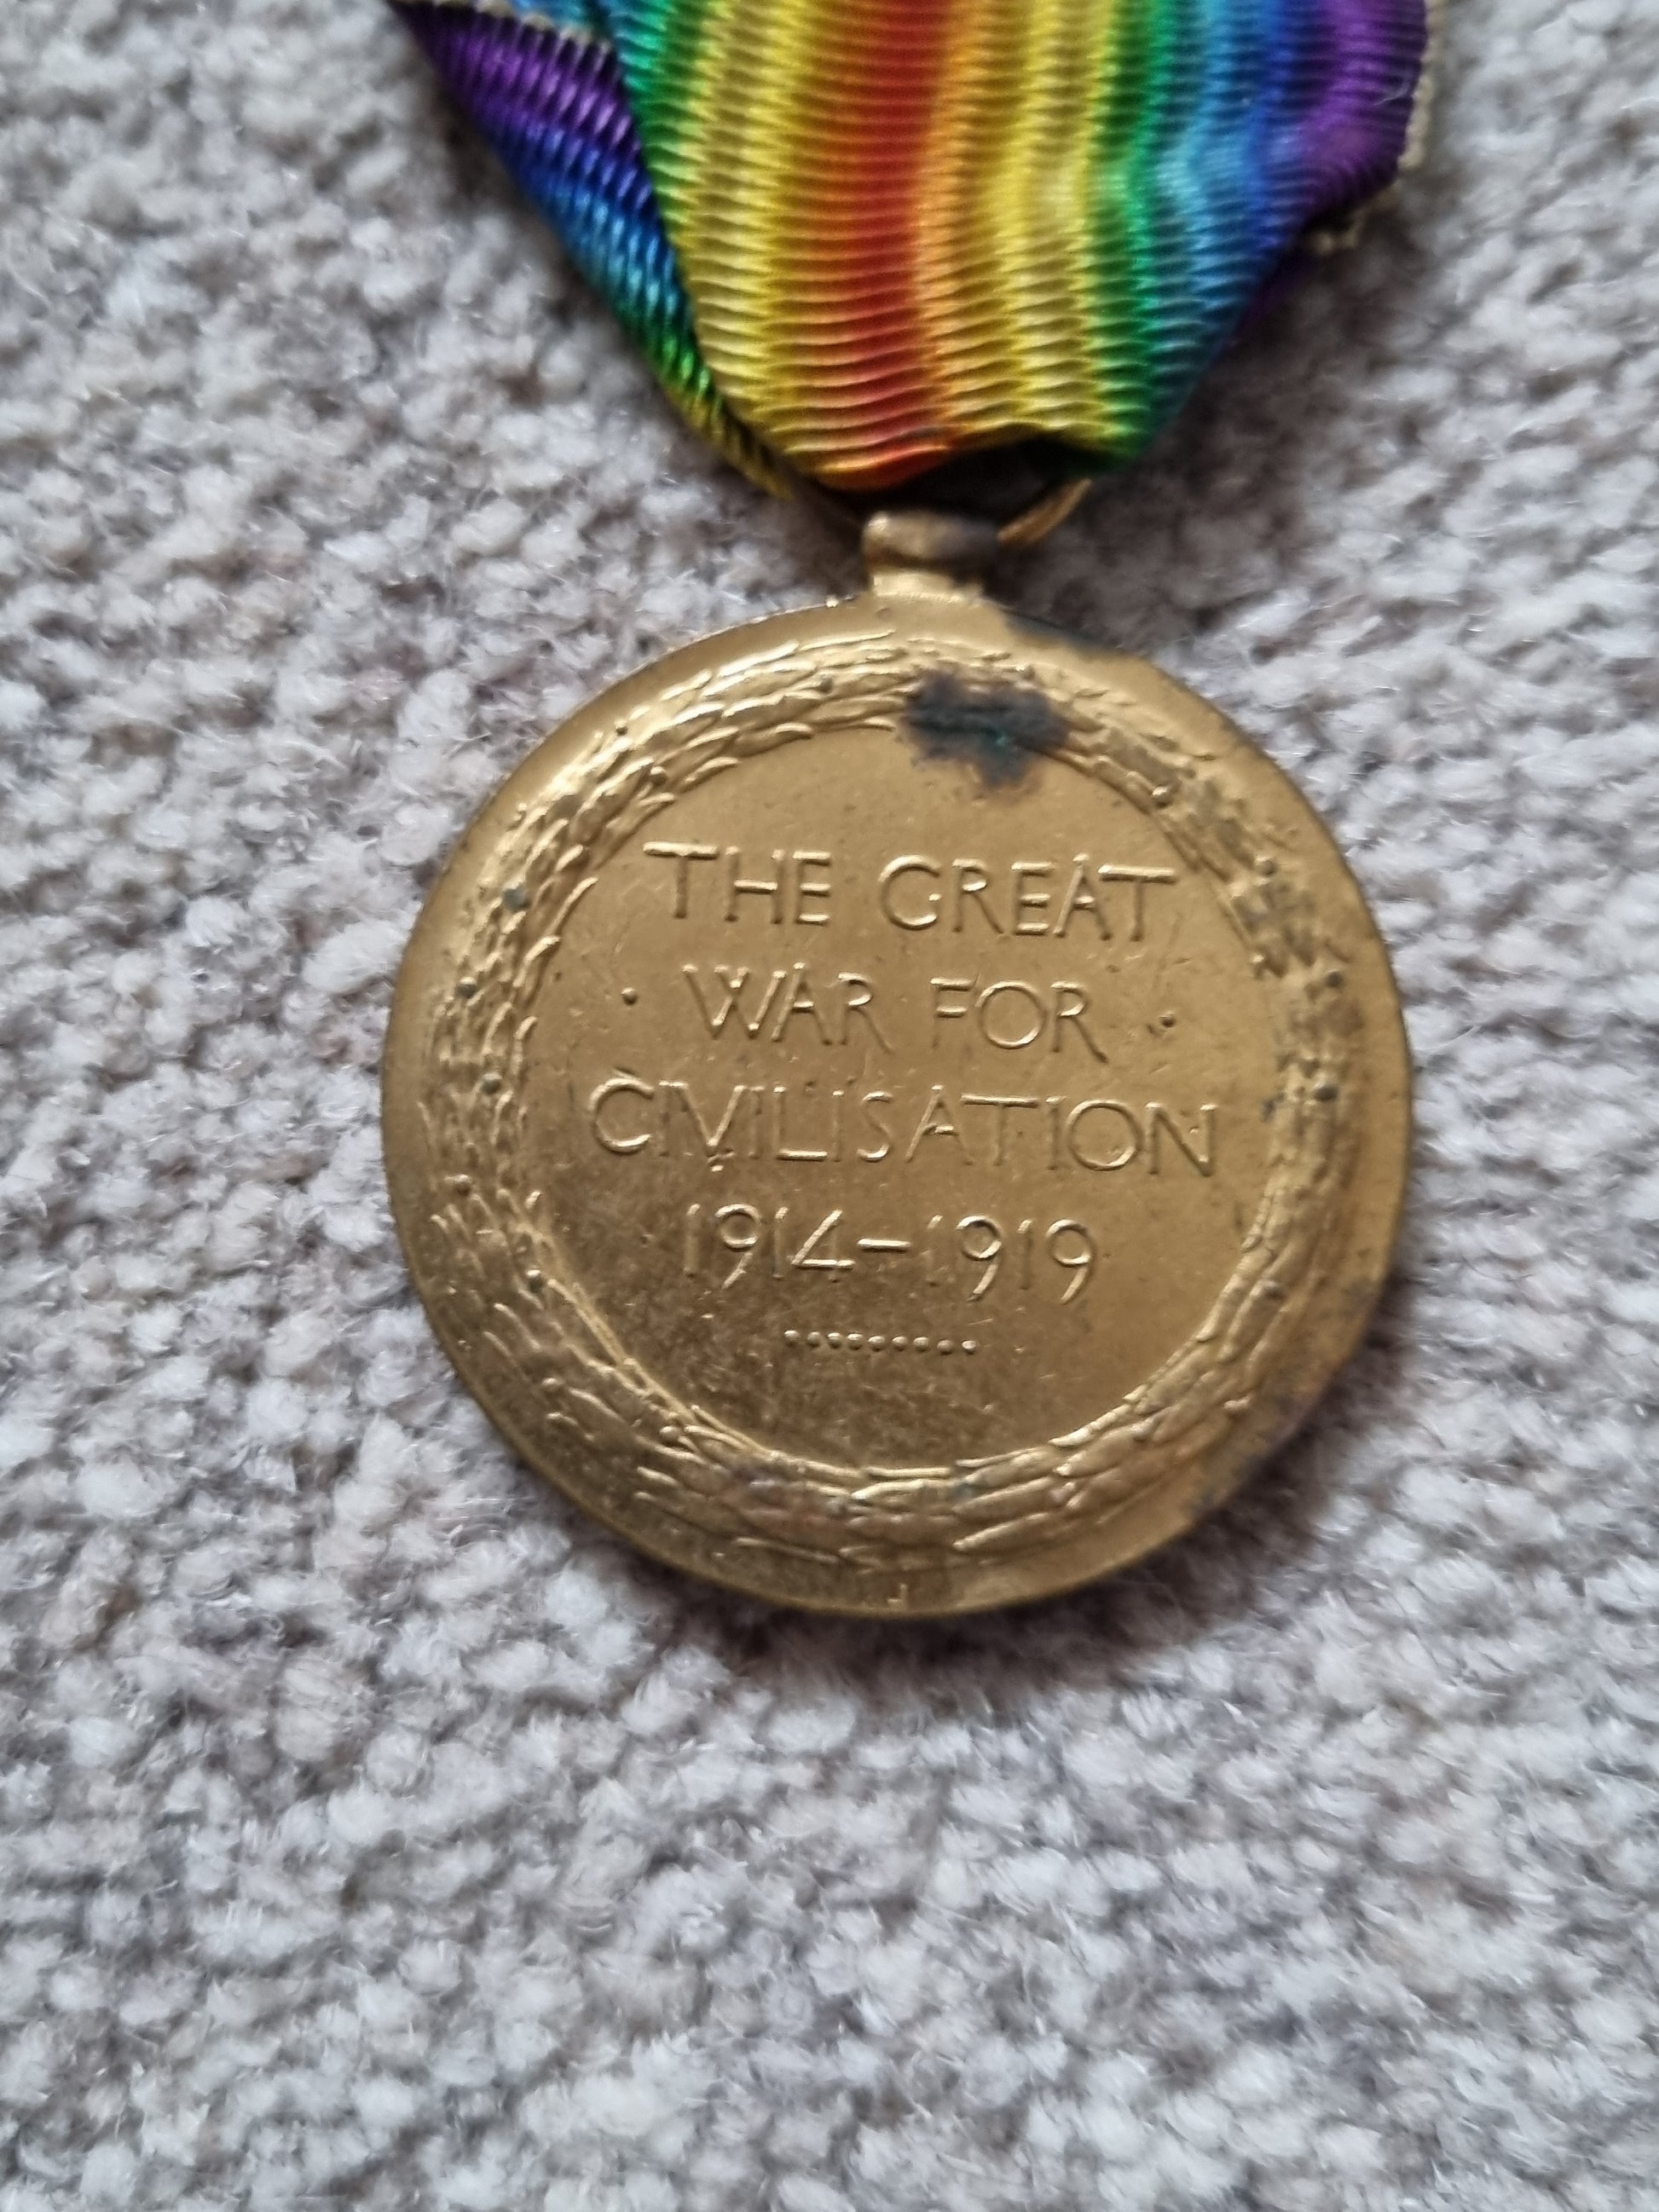 THE GREAT
· WAR FOR ·
CIVILISATION
1914–1919